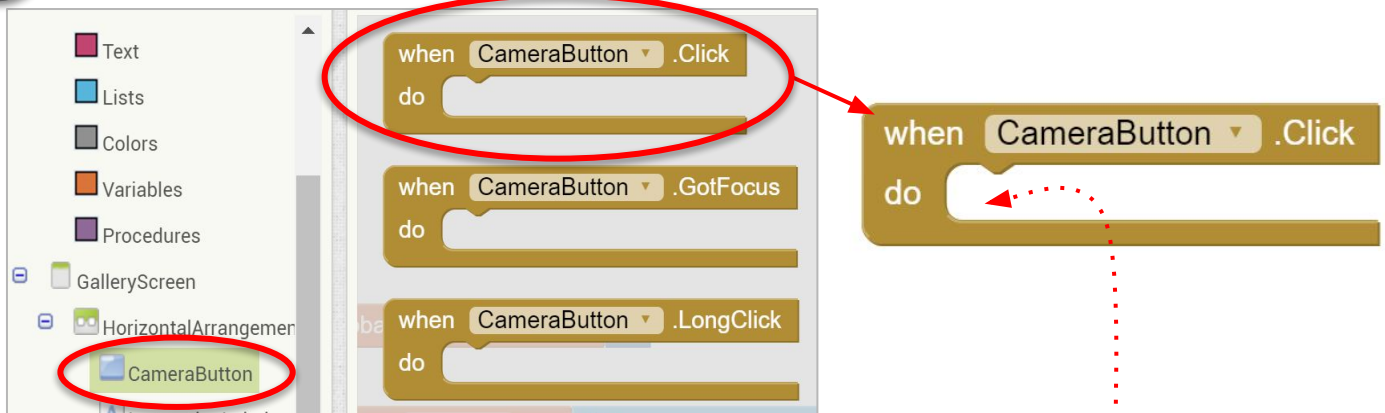 Text
Lists
Colors
Variables
Procedures
GalleryScreen
HorizontalArrangemen
CameraButton
when CameraButton .Click
do
when CameraButton .GotFocus
do
when CameraButton .LongClick
do
when CameraButton .Click
do